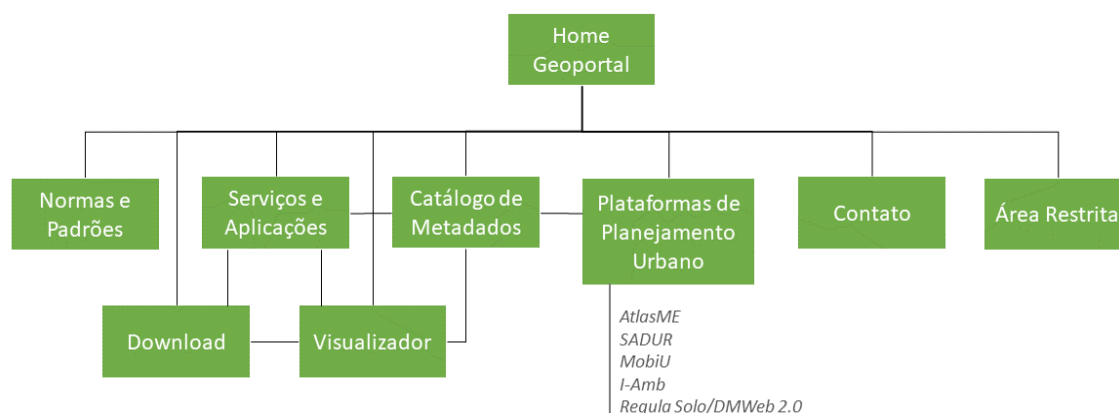 Home
Geoportal
Normas e
Padrões
Serviços e
Aplicações
Catálogo de
Metadados
Plataformas de
Planejamento
Urbano
Contato
Área Restrita
Download
Visualizador
AtlasME
SADUR
MobiU
I-Amb
Regula Solo/DMWeb 2.0